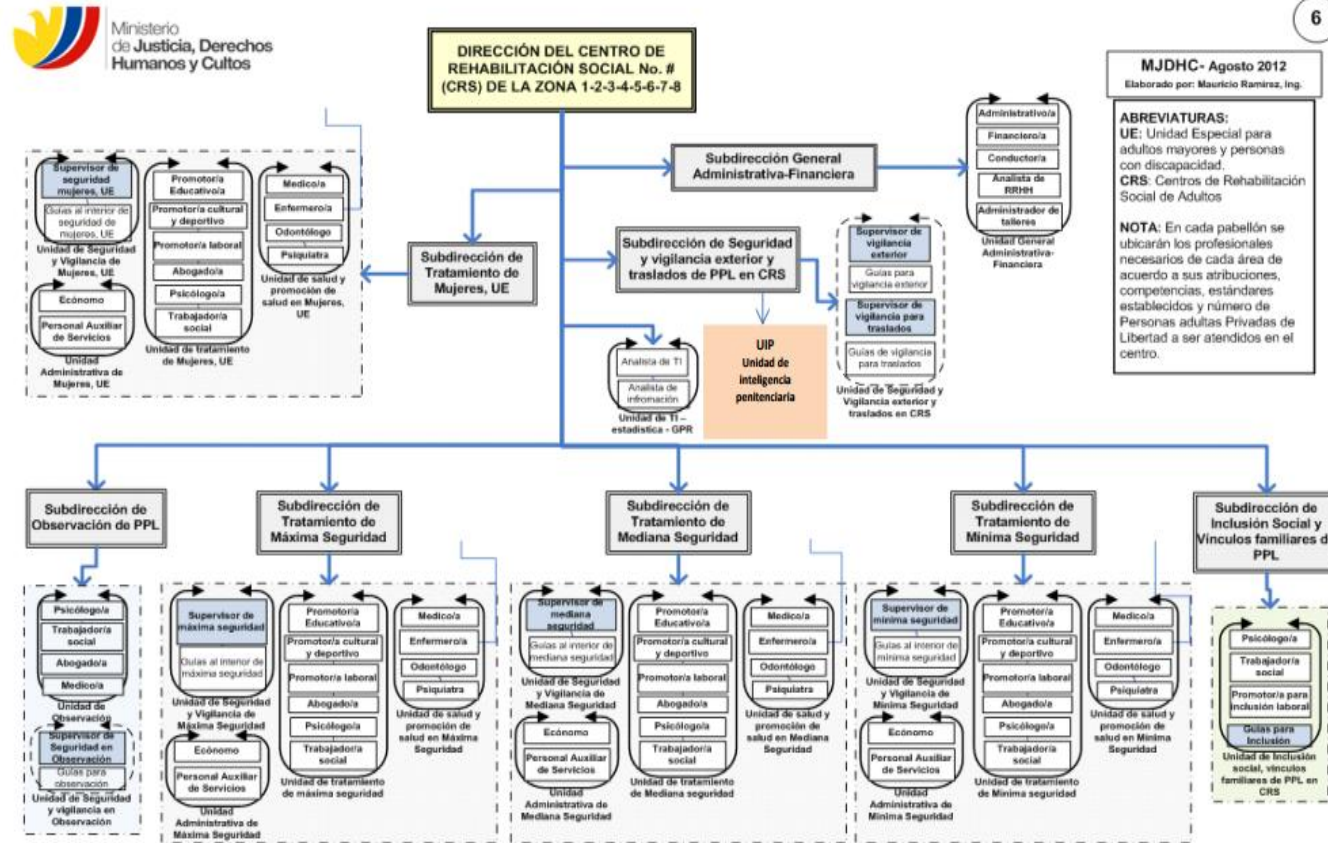 Ministerio
de Justicia, Derechos
Humanos y Cultos
6
DIRECCIÓN DEL CENTRO DE
REHABILITACIÓN SOCIAL No. #
(CRS) DE LA ZONA 1-2-3-4-5-6-7-8
MJDHC- Agosto 2012
Elaborado por: Mauricio Ramírez, Ing.
ABREVIATURAS:
UE: Unidad Especial para
adultos mayores y personas
con discapacidad.
CRS: Centros de Rehabilitación
Social de Adultos
NOTA: En cada pabellón se
ubicarán los profesionales
necesarios de cada área de
acuerdo a sus atribuciones,
competencias, estándares
establecidos y número de
Personas adultas Privadas de
Libertad a ser atendidos en el
centro.
Subdirección General
Administrativa-Financiera
Administrativo/a
Financiero/a
Conductor/a
Analista de
RRHH
Administrador de
talleres
Unidad General
Administrativa-
Financiera
Supervisor de
seguridad
mujeres, UE
Guías al interior de
seguridad de
mujeres, UE
Unidad de Seguridad
y Vigilancia de
Mujeres, UE
Ecónomo
Personal Auxiliar
de Servicios
Unidad
Administrativa de
Mujeres, UE
Promotor/a
Educativo/a
Promotor/a cultural
y deportivo
Promotor/a laboral
Abogado/a
Psicólogo/a
Trabajador/a
social
Unidad de tratamiento
de Mujeres, UE
Medico/a
Enfermero/a
Odontólogo
Psiquiatra
Unidad de salud y
promoción de
salud en Mujeres,
UE
Subdirección de
Tratamiento de
Mujeres, UE
Subdirección de Seguridad
y vigilancia exterior y
traslados de PPL en CRS
Supervisor de
vigilancia
exterior
Guías para
vigilancia exterior
Supervisor de
vigilancia para
traslados
Guías de vigilancia
para traslados
Unidad de Seguridad y
Vigilancia exterior y
traslados en CRS
UIP
Unidad de
inteligencia
penitenciaria
Analista de TI
Analista de
infromación
Unidad de TI –
estadística - GPR
Subdirección de
Observación de PPL
Psicólogo/a
Trabajador/a
social
Abogado/a
Medico/a
Unidad de
Observación
Supervisor de
Seguridad en
Observación
Guías para
observación
Unidad de Seguridad
y vigilancia en
Observación
Subdirección de
Tratamiento de
Máxima Seguridad
Supervisor de
máxima seguridad
Guías al interior de
máxima seguridad
Unidad de Seguridad
y Vigilancia de
Máxima Seguridad
Ecónomo
Personal Auxiliar
de Servicios
Unidad
Administrativa de
Máxima Seguridad
Promotor/a
Educativo/a
Promotor/a cultural
y deportivo
Promotor/a laboral
Abogado/a
Psicólogo/a
Trabajador/a
social
Unidad de tratamiento
de máxima seguridad
Medico/a
Enfermero/a
Odontólogo
Psiquiatra
Unidad de salud y
promoción de
salud en Máxima
Seguridad
Subdirección de
Tratamiento de
Mediana Seguridad
Supervisor de
mediana
seguridad
Guías al interior de
mediana seguridad
Unidad de Seguridad
y Vigilancia de
Mediana Seguridad
Ecónomo
Personal Auxiliar
de Servicios
Unidad
Administrativa de
Mediana Seguridad
Promotor/a
Educativo/a
Promotor/a cultural
y deportivo
Promotor/a laboral
Abogado/a
Psicólogo/a
Trabajador/a
social
Unidad de tratamiento
de Mediana seguridad
Medico/a
Enfermero/a
Odontólogo
Psiquiatra
Unidad de salud y
promoción de
salud en Mediana
Seguridad
Subdirección de
Tratamiento de
Mínima Seguridad
Supervisor de
mínima seguridad
Guías al interior de
mínima seguridad
Unidad de Seguridad
y Vigilancia de
Mínima Seguridad
Ecónomo
Personal Auxiliar
de Servicios
Unidad
Administrativa de
Mínima Seguridad
Promotor/a
Educativo/a
Promotor/a cultural
y deportivo
Promotor/a laboral
Abogado/a
Psicólogo/a
Trabajador/a
social
Unidad de tratamiento
de Mínima seguridad
Medico/a
Enfermero/a
Odontólogo
Psiquiatra
Unidad de salud y
promoción de
salud en Mínima
Seguridad
Subdirección de
Inclusión Social y
Vínculos familiares d
PPL
Psicólogo/a
Trabajador/a
social
Promotor/a para
inclusión laboral
Guías para
Inclusión
Unidad de Inclusión
social, vínculos
familiares de PPL en
CRS